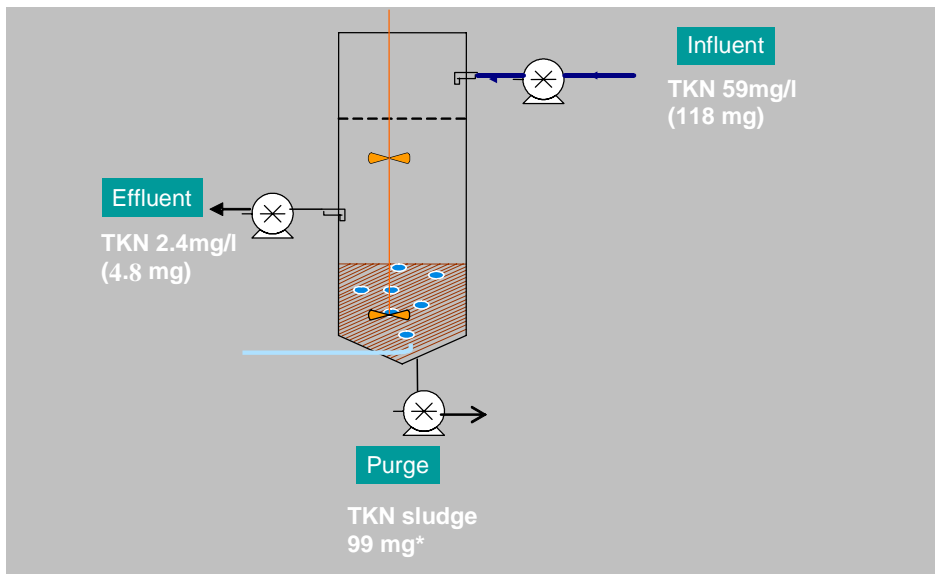 Influent
TKN 59mg/l
(118 mg)
Effluent
TKN 2.4mg/l
(4.8 mg)
Purge
TKN sludge
99 mg*